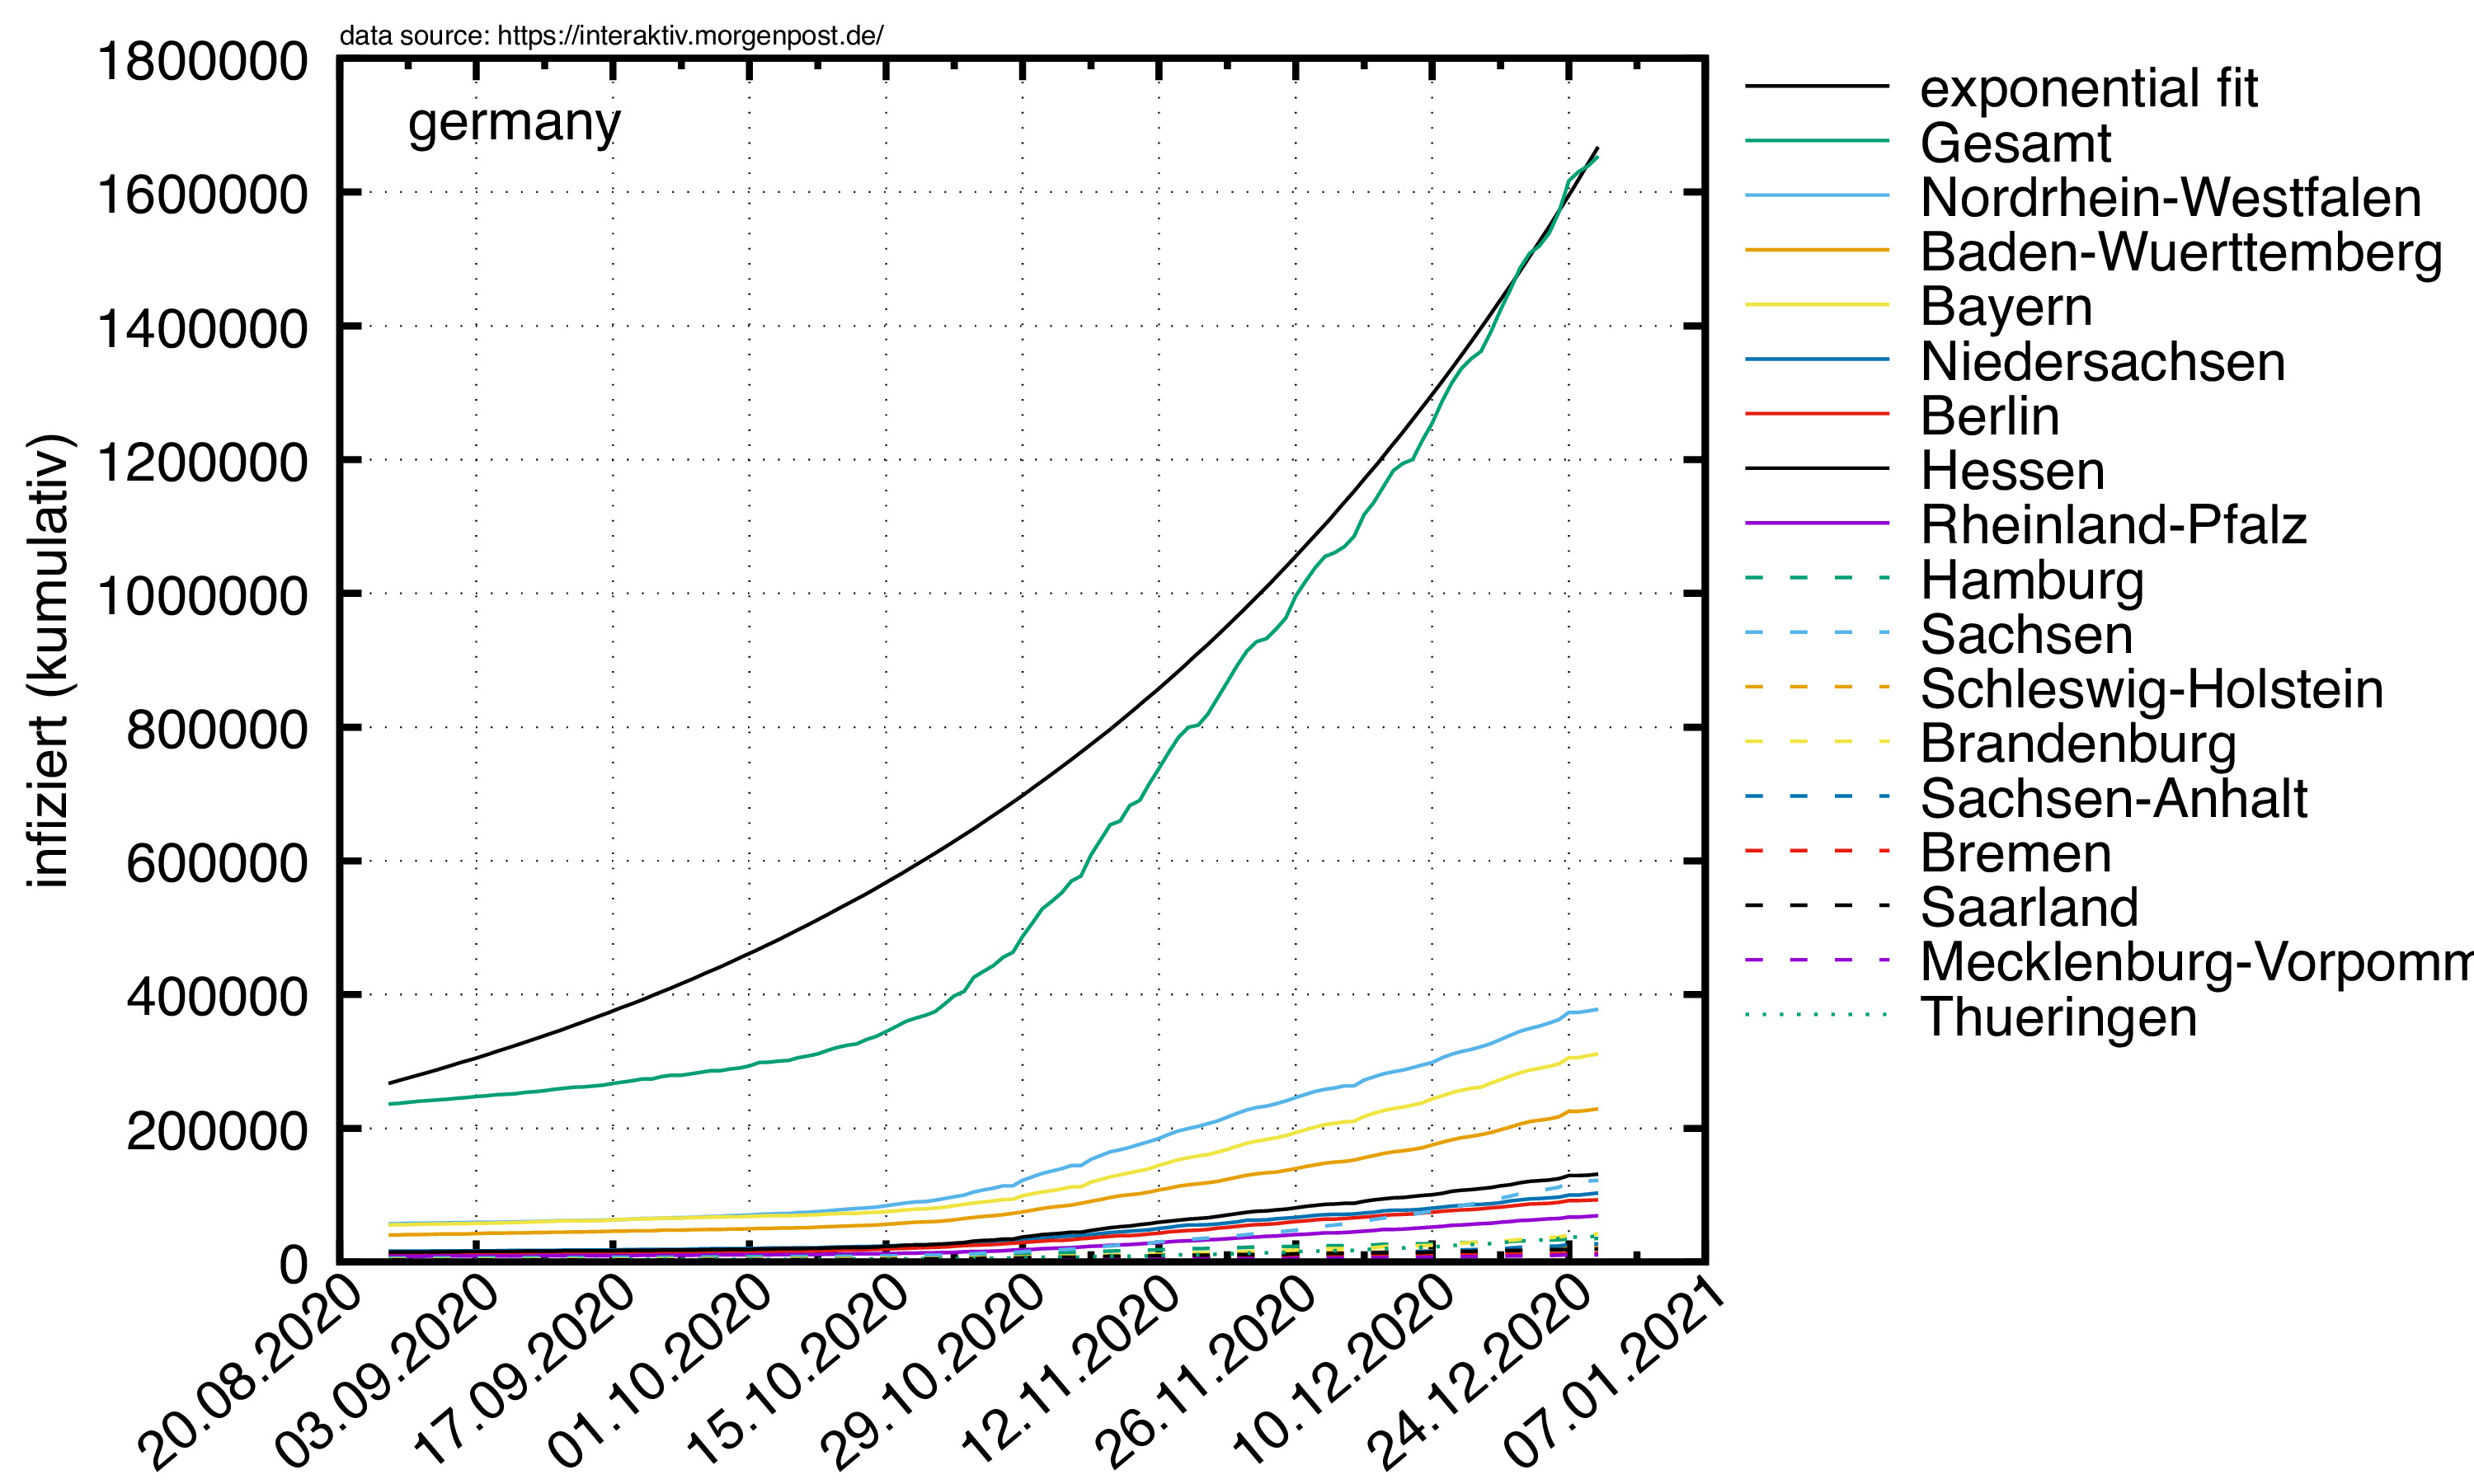 data source: https://interaktiv.morgenpost.de/
germany
infiziert (kumulativ)
1800000
1600000
1400000
1200000
1000000
800000
600000
400000
200000
0
20.08.2020
03.09.2020
17.09.2020
01.10.2020
15.10.2020
29.10.2020
12.11.2020
26.11.2020
10.12.2020
24.12.2020
07.01.2021
exponential fit
Gesamt
Nordrhein-Westfalen
Baden-Wuerttemberg
Bayern
Niedersachsen
Berlin
Hessen
Rheinland-Pfalz
Hamburg
Sachsen
Schleswig-Holstein
Brandenburg
Sachsen-Anhalt
Bremen
Saarland
Mecklenburg-Vorpomm
Thueringen